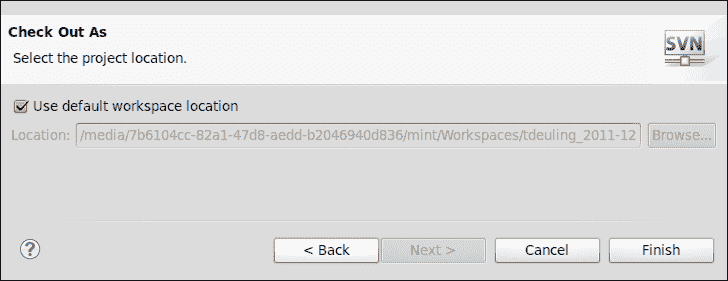 Check Out As
Select the project location.
SVN
Use default workspace location
Location: /media/7b6104cc-82a1-47d8-aedd-b2046940d836/mint/Workspaces/tdeuling_2011-12 Browse...
? < Back Next > Cancel Finish